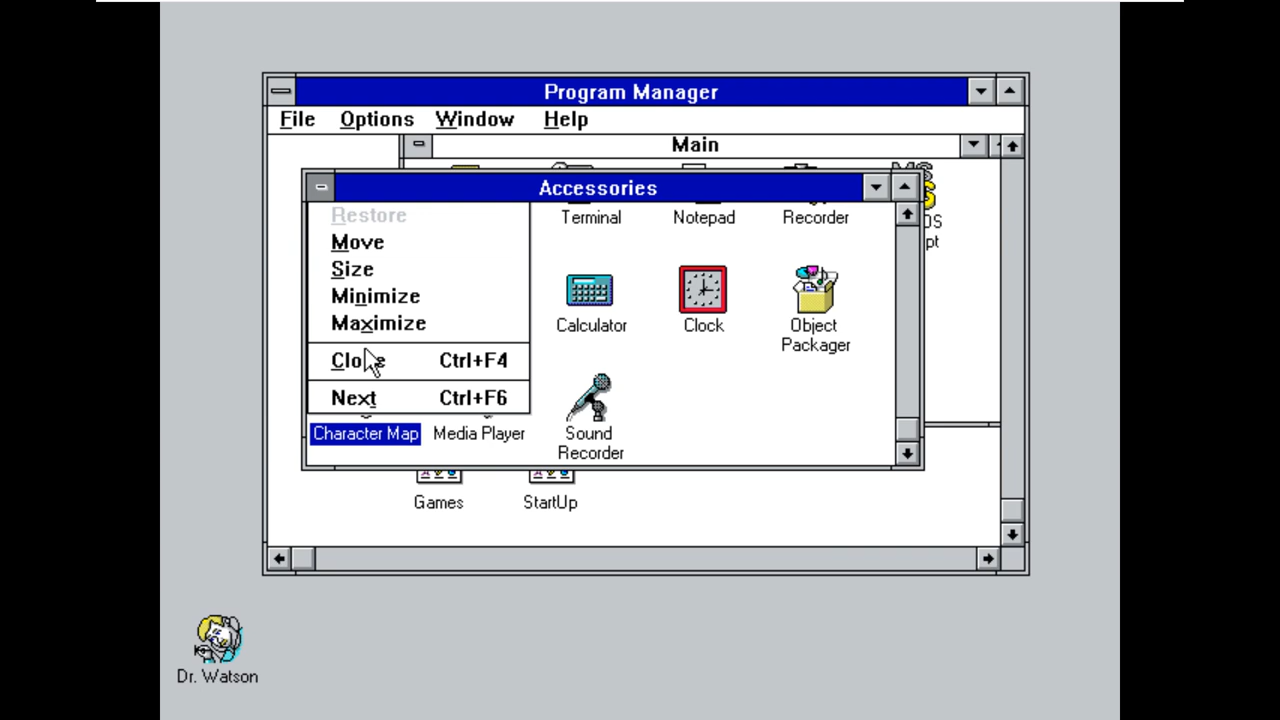 Program Manager
File Options Window Help
Main
Accessories
Restore
Move
Size
Minimize
Maximize
Close Ctrl+F4
Next Ctrl+F6
Terminal Notepad Recorder
MS
Calculator Clock Object
Packager
Character Map Media Player Sound
Recorder
Games StartUp
Dr. Watson